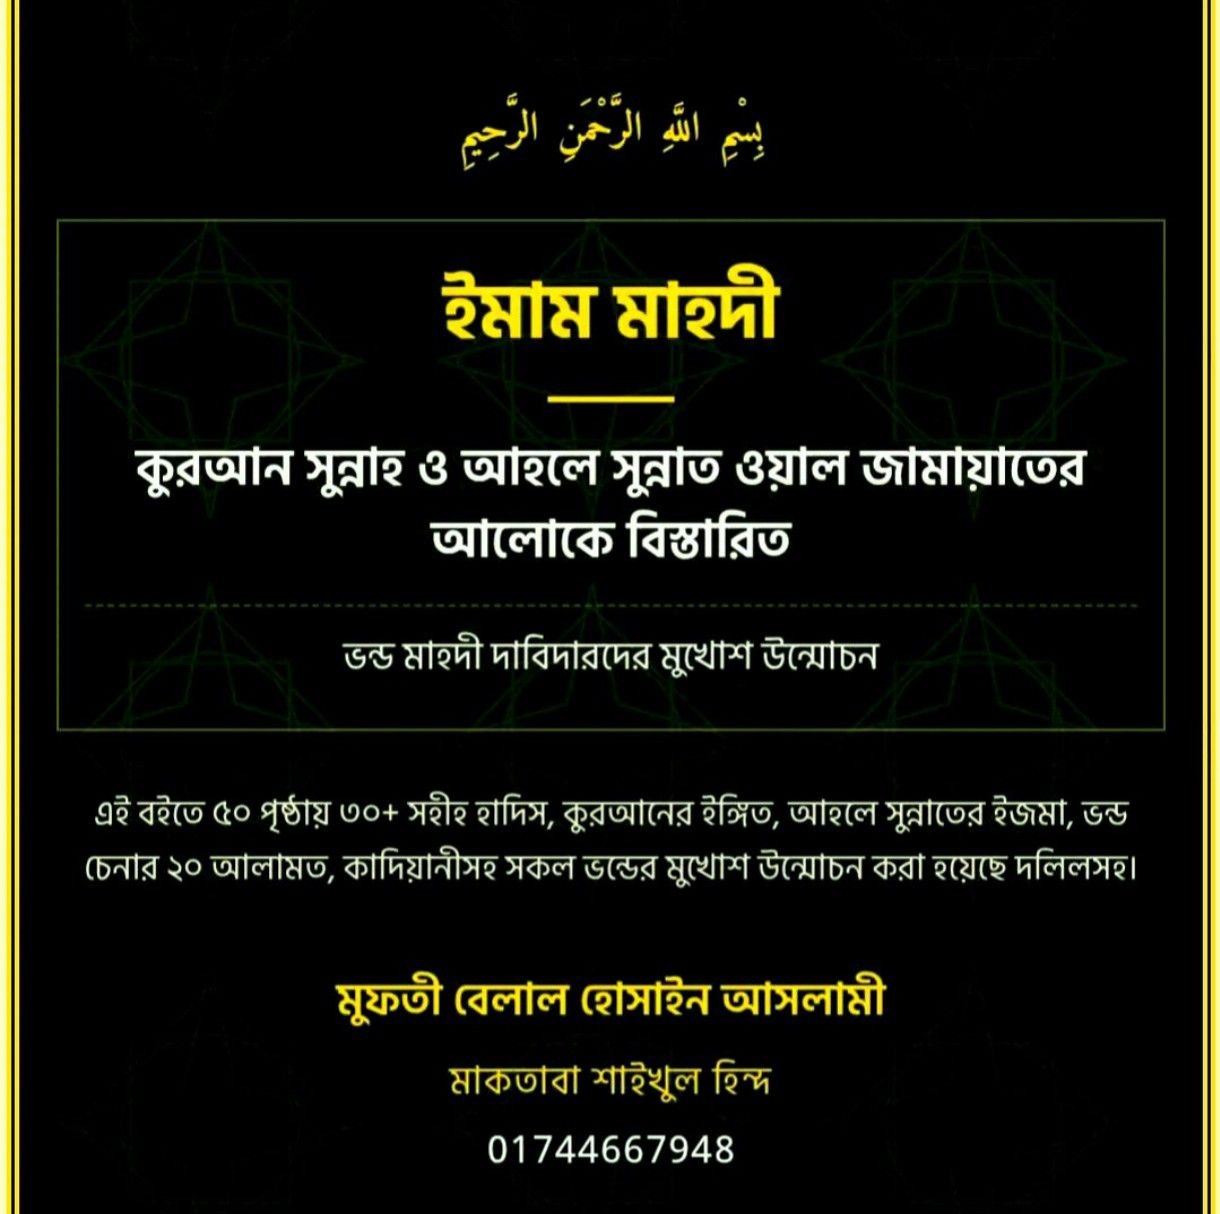 بِسْمِ اللَّهِ الرَّحْمَنِ الرَّحِيمِ
ইমাম মাহদী
কুরআন সুন্নাহ ও আহলে সুন্নাত ওয়াল জামায়াতের
আলোকে বিস্তারিত
ভন্ড মাহদী দাবিদারদের মুখোশ উন্মোচন
এই বইতে ৫০ পৃষ্ঠায় ৩০+ সহীহ হাদিস, কুরআনের ইঙ্গিত, আহলে সুন্নাতের ইজমা, ভন্ড
চেনার ২০ আলামত, কাদিয়ানীসহ সকল ভন্ডের মুখোশ উন্মোচন করা হয়েছে দলিলসহ।
মুফতী বেলাল হোসাইন আসলামী
মাকতাবা শাইখুল হিন্দ
01744667948